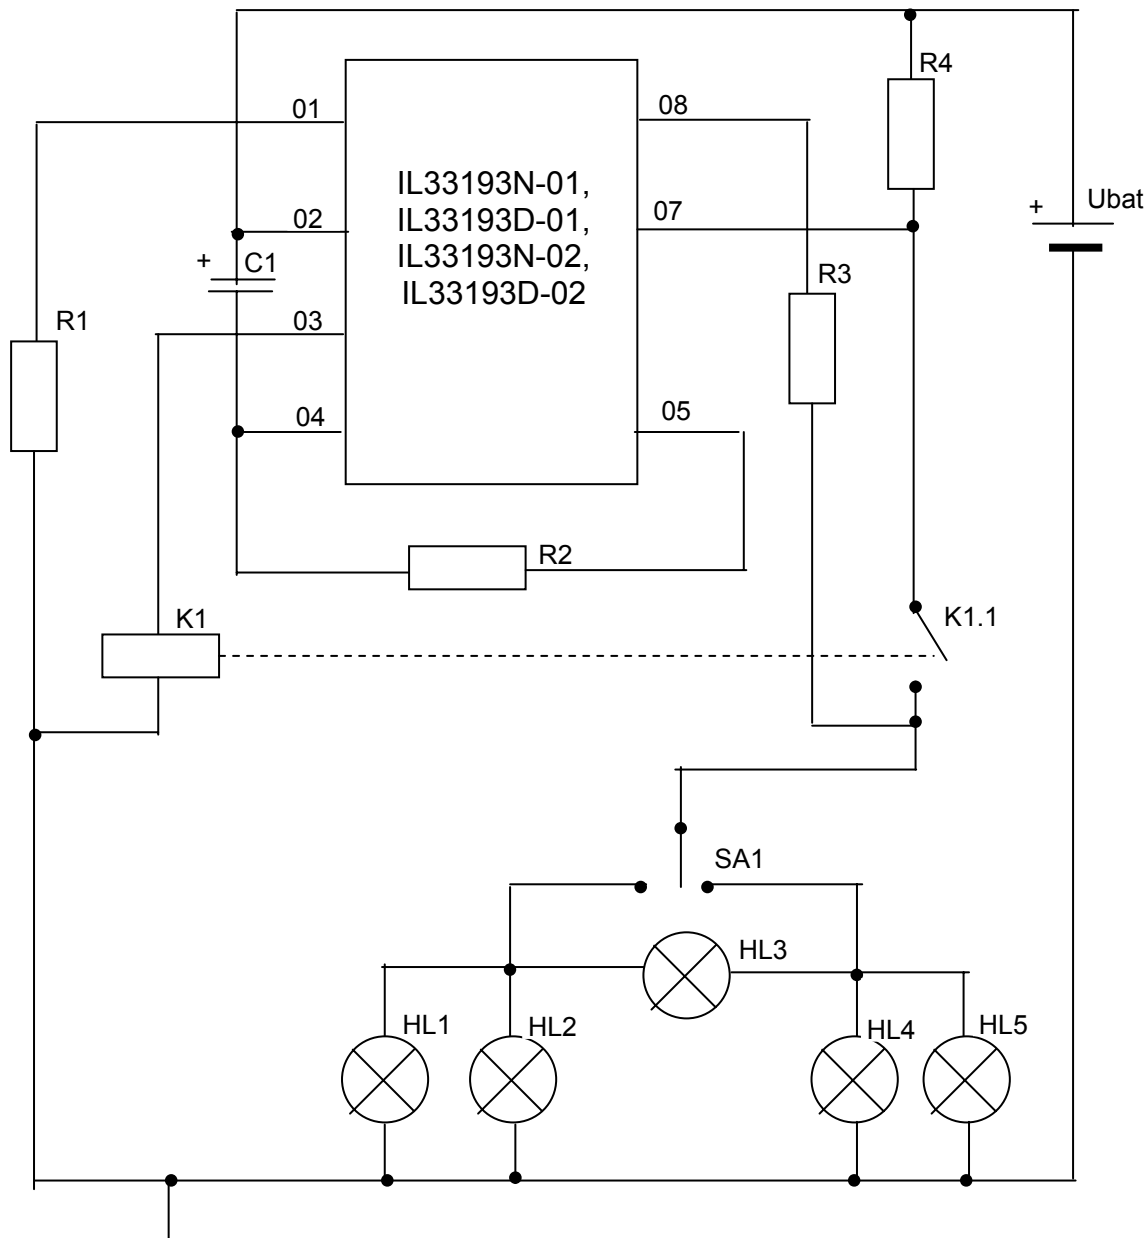 R4
01
08
IL33193N-01,
IL33193D-01,
IL33193N-02,
IL33193D-02
02
07
+
Ubat
+
C1
R3
R1
03
04
05
R2
K1
K1.1
SA1
HL3
HL1
HL2
HL4
HL5